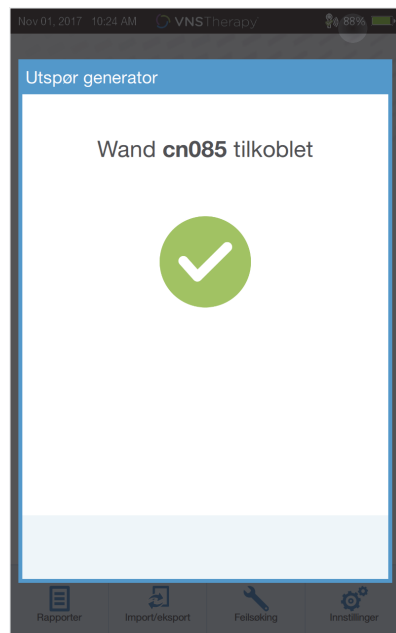 Nov 01, 2017 10:24 AM VNSTherapy 88%
Utspør generator
Wand cn085 tilkoblet
Rapporter Import/eksport Feilsøking Innstillinger